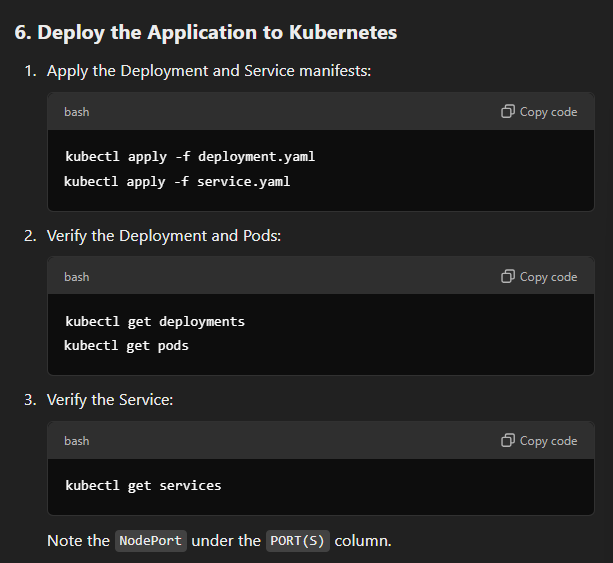 6. Deploy the Application to Kubernetes
1. Apply the Deployment and Service manifests:
bash Copy code
kubectl apply -f deployment.yaml
kubectl apply -f service.yaml
2. Verify the Deployment and Pods:
bash Copy code
kubectl get deployments
kubectl get pods
3. Verify the Service:
bash Copy code
kubectl get services
Note the NodePort under the PORT(S) column.